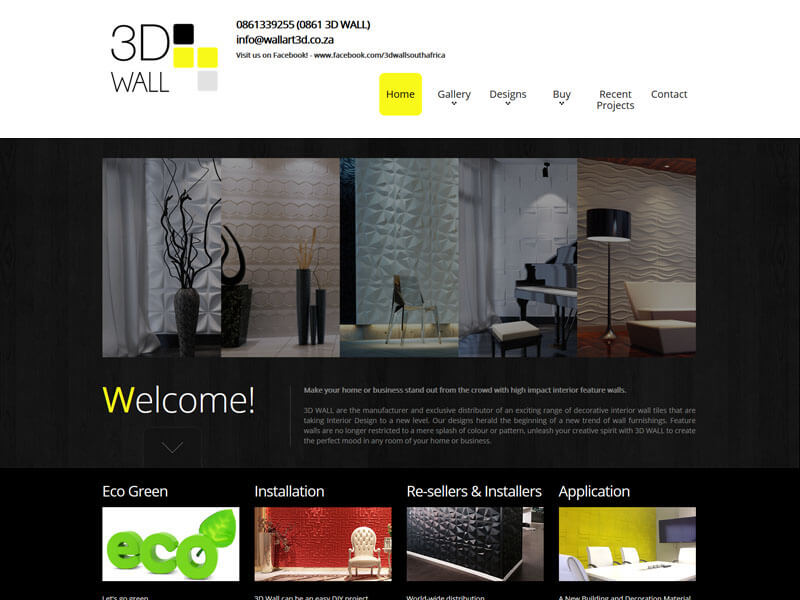 3D
WALL
0861339255 (0861 3D WALL)
info@wallart3d.co.za
Visit us on Facebook! - www.facebook.com/3dwallsouthafrica
Home
Gallery
Designs
Buy
Recent
Projects
Contact
Welcome!
Make your home or business stand out from the crowd with high impact interior feature walls.
3D WALL are the manufacturer and exclusive distributor of an exciting range of decorative interior wall tiles that are
taking Interior Design to a new level. Our designs herald the beginning of a new trend of wall furnishings. Feature
walls are no longer restricted to a mere splash of colour or pattern, unleash your creative spirit with 3D WALL to create
the perfect mood in any room of your home or business.
Eco Green
Installation
Re-sellers & Installers
Application
eco
Let's go green
3D Wall can be an easy DIY project
World-wide distribution
A New Building and Decoration Material